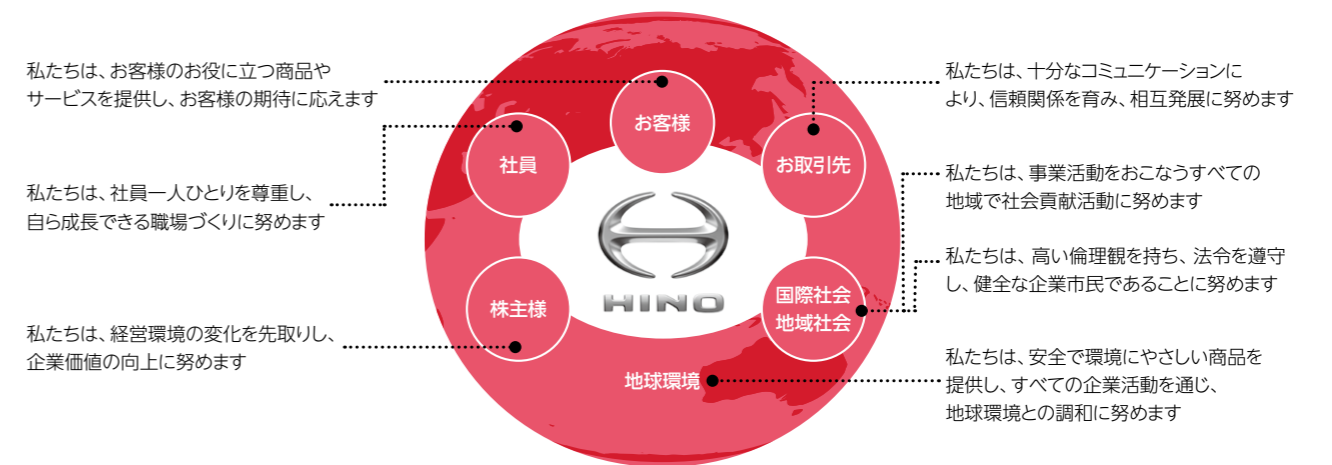 私たちは、お客様のお役に立つ商品や
サービスを提供し、お客様の期待に応えます
私たちは、社員一人ひとりを尊重し、
自ら成長できる職場づくりに努めます
私たちは、経営環境の変化を先取りし、
企業価値の向上に努めます
お客様
社員
お取引先
HINO
株主様
国際社会
地域社会
地球環境
私たちは、十分なコミュニケーションに
より、信頼関係を育み、相互発展に努めます
私たちは、事業活動をおこなうすべての
地域で社会貢献活動に努めます
私たちは、高い倫理観を持ち、法令を遵守
し、健全な企業市民であることに努めます
私たちは、安全で環境にやさしい商品を
提供し、すべての企業活動を通じ、
地球環境との調和に努めます